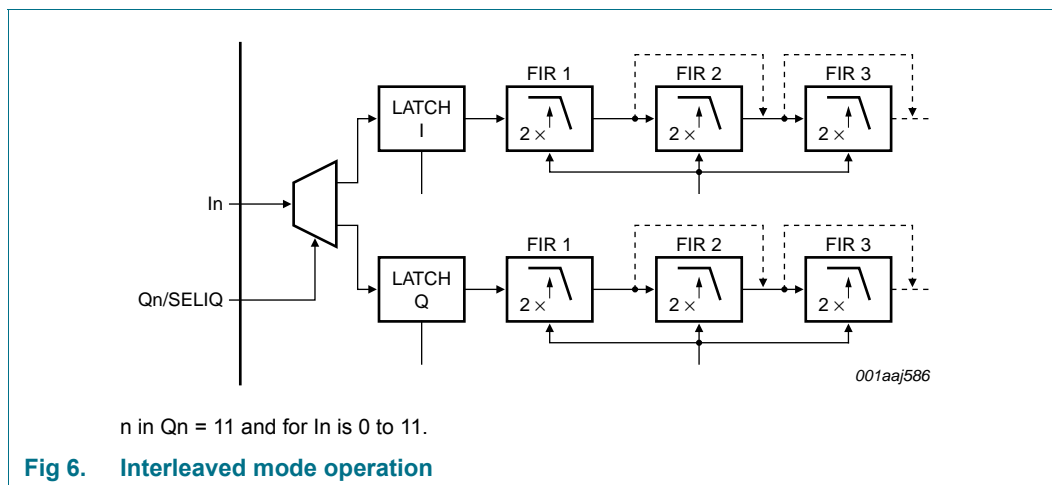 FIR 1 FIR 2 FIR 3
LATCH
I
2 × 2 × 2 ×
In
FIR 1 FIR 2 FIR 3
LATCH
Q
Qn/SELIQ
2 × 2 × 2 ×
001aaj586
n in Qn = 11 and for In is 0 to 11.
Fig 6. Interleaved mode operation